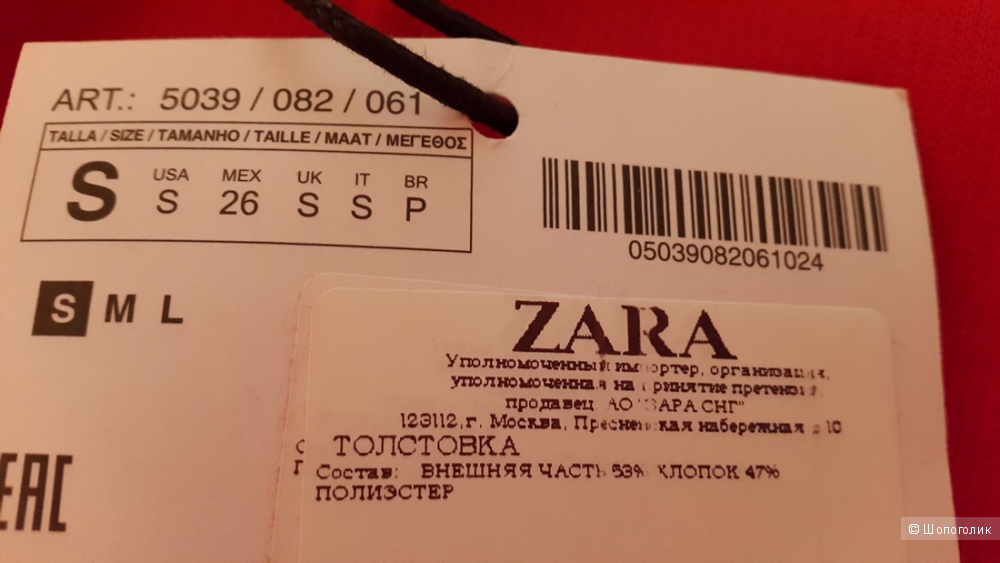 ART.: 5039 / 082 / 061
TALLA / SIZE / TAMANHO / TAILLE / MAAT / ΜΕΓΕΘΟΣ
S
USA MEX UK IT BR
S 26 S S P
05039082061024
S M L
ZARA
Уполномоченный импортер, организация,
уполномоченная на принятие претензий,
продавец АО "ЗАРА СНГ"
123112, г. Москва, Пресненская набережная д 10
ТОЛСТОВКА
Состав: ВНЕШНЯЯ ЧАСТЬ 53% ХЛОПОК 47%
ПОЛИЭСТЕР
EAC
© Шопоголик